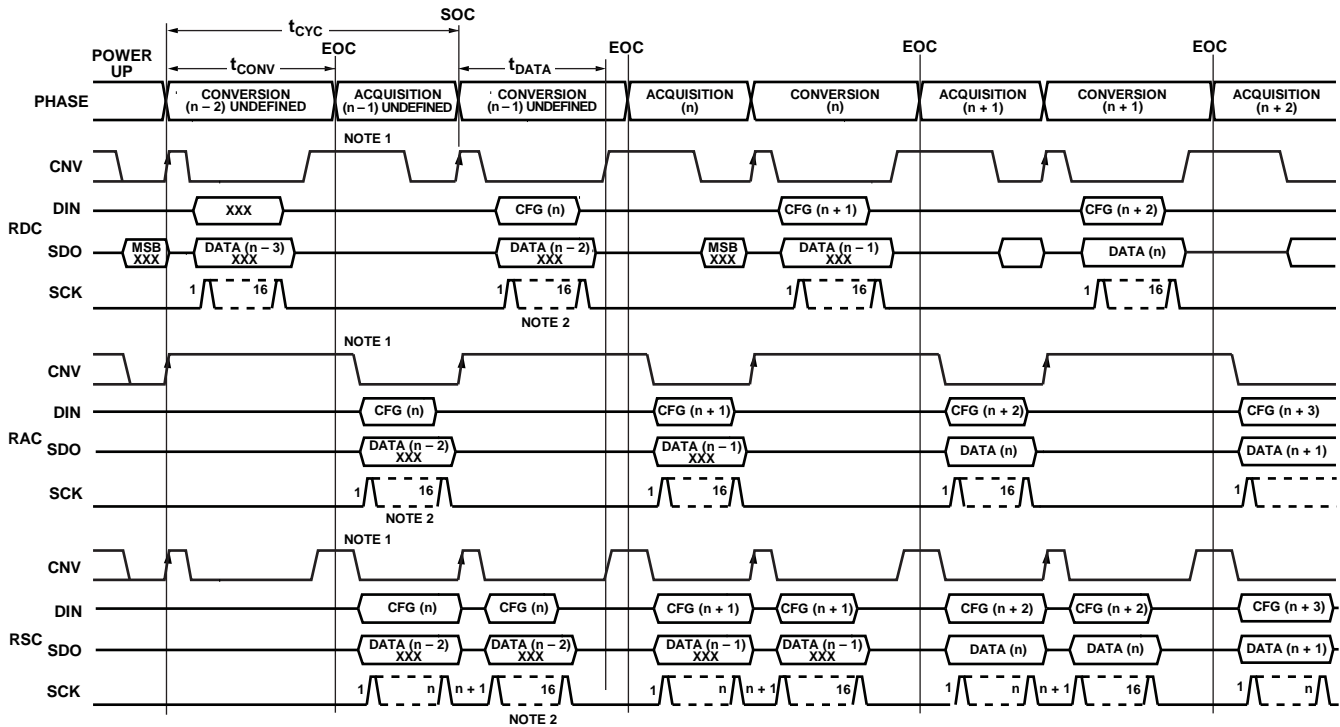 SOC
tCYC
EOC EOC EOC
POWER UP
tCONV tDATA
PHASE
CONVERSION (n – 2) UNDEFINED
ACQUISITION (n – 1) UNDEFINED
CONVERSION (n – 1) UNDEFINED
ACQUISITION (n)
CONVERSION (n)
ACQUISITION (n + 1)
CONVERSION (n + 1)
ACQUISITION (n + 2)
NOTE 1
CNV
DIN XXX CFG (n) CFG (n + 1) CFG (n + 2)
RDC
SDO MSB XXX DATA (n – 3) XXX DATA (n – 2) XXX MSB XXX DATA (n – 1) XXX DATA (n)
SCK 1 16 1 16 1 16 1 16
NOTE 2
NOTE 1
CNV
DIN CFG (n) CFG (n + 1) CFG (n + 2) CFG (n + 3)
RAC
SDO DATA (n – 2) XXX DATA (n – 1) XXX DATA (n) DATA (n + 1)
SCK 1 16 1 16 1 16 1
NOTE 2
NOTE 1
CNV
DIN CFG (n) CFG (n) CFG (n + 1) CFG (n + 1) CFG (n + 2) CFG (n + 2) CFG (n + 3)
RSC
SDO DATA (n – 2) XXX DATA (n – 2) XXX DATA (n – 1) XXX DATA (n – 1) XXX DATA (n) DATA (n) DATA (n + 1)
SCK 1 n n + 1 16 1 n n + 1 16 1 n n + 1 16 1 n
NOTE 2